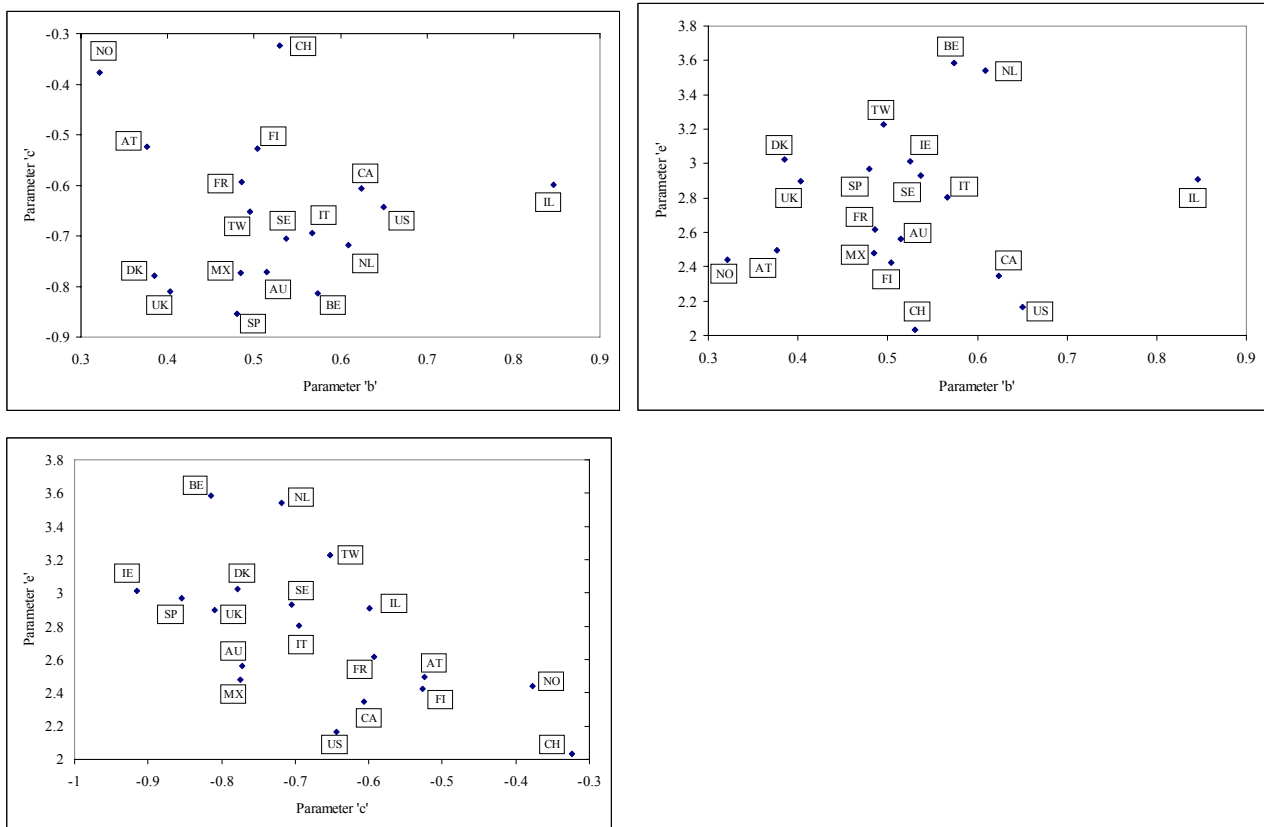 -0.3
-0.4
-0.5
-0.6
-0.7
-0.8
-0.9
0.3 0.4 0.5 0.6 0.7 0.8 0.9
Parameter 'b'
Parameter 'c'
NO
CH
AT
FI
FR
CA
IL
TW
SE
IT
US
DK
MX
NL
UK
AU
BE
SP
3.8
3.6
3.4
3.2
3
2.8
2.6
2.4
2.2
2
0.3 0.4 0.5 0.6 0.7 0.8 0.9
Parameter 'b'
Parameter 'e'
BE
NL
TW
DK
IE
UK
SP
SE
IT
IL
FR
AU
MX
NO
AT
FI
CA
CH
US
3.8
3.6
3.4
3.2
3
2.8
2.6
2.4
2.2
2
-1 -0.9 -0.8 -0.7 -0.6 -0.5 -0.4 -0.3
Parameter 'c'
Parameter 'e'
BE
NL
TW
IE
DK
SE
SP
UK
IL
AU
IT
FR
AT
NO
MX
FI
CA
US
CH